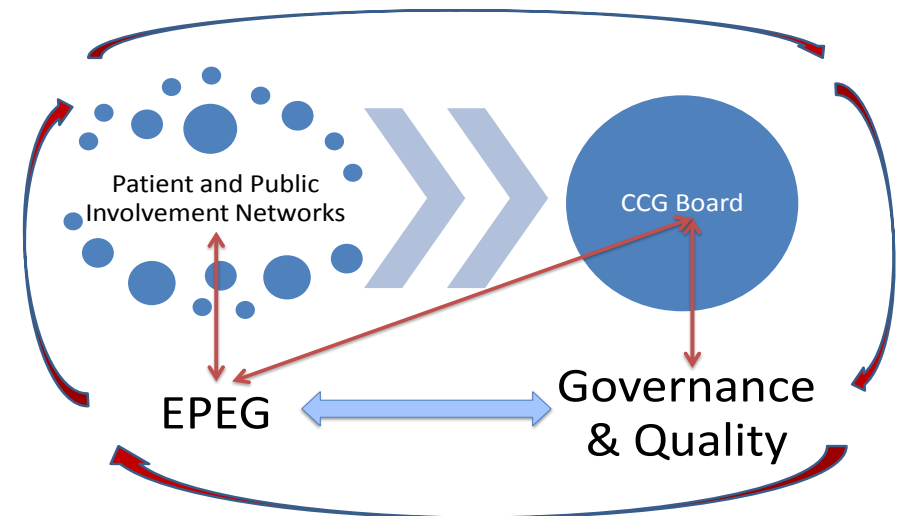 Patient and Public
Involvement Networks
CCG Board
EPEG
Governance
& Quality